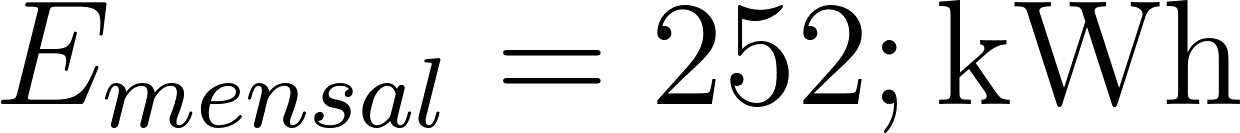 E_{mensal} = 252; kWh